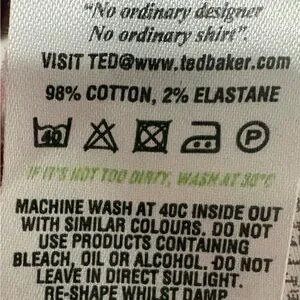 "No ordinary designer
No ordinary shirt".
VISIT TED@www.tedbaker.com
98% COTTON, 2% ELASTANE
40 P
IF IT'S NOT TOO DIRTY, WASH AT 30°C
MACHINE WASH AT 40C INSIDE OUT
WITH SIMILAR COLOURS. DO NOT
USE PRODUCTS CONTAINING
BLEACH, OIL OR ALCOHOL. DO NOT
LEAVE IN DIRECT SUNLIGHT.
RE-SHAPE WHILST DAMP